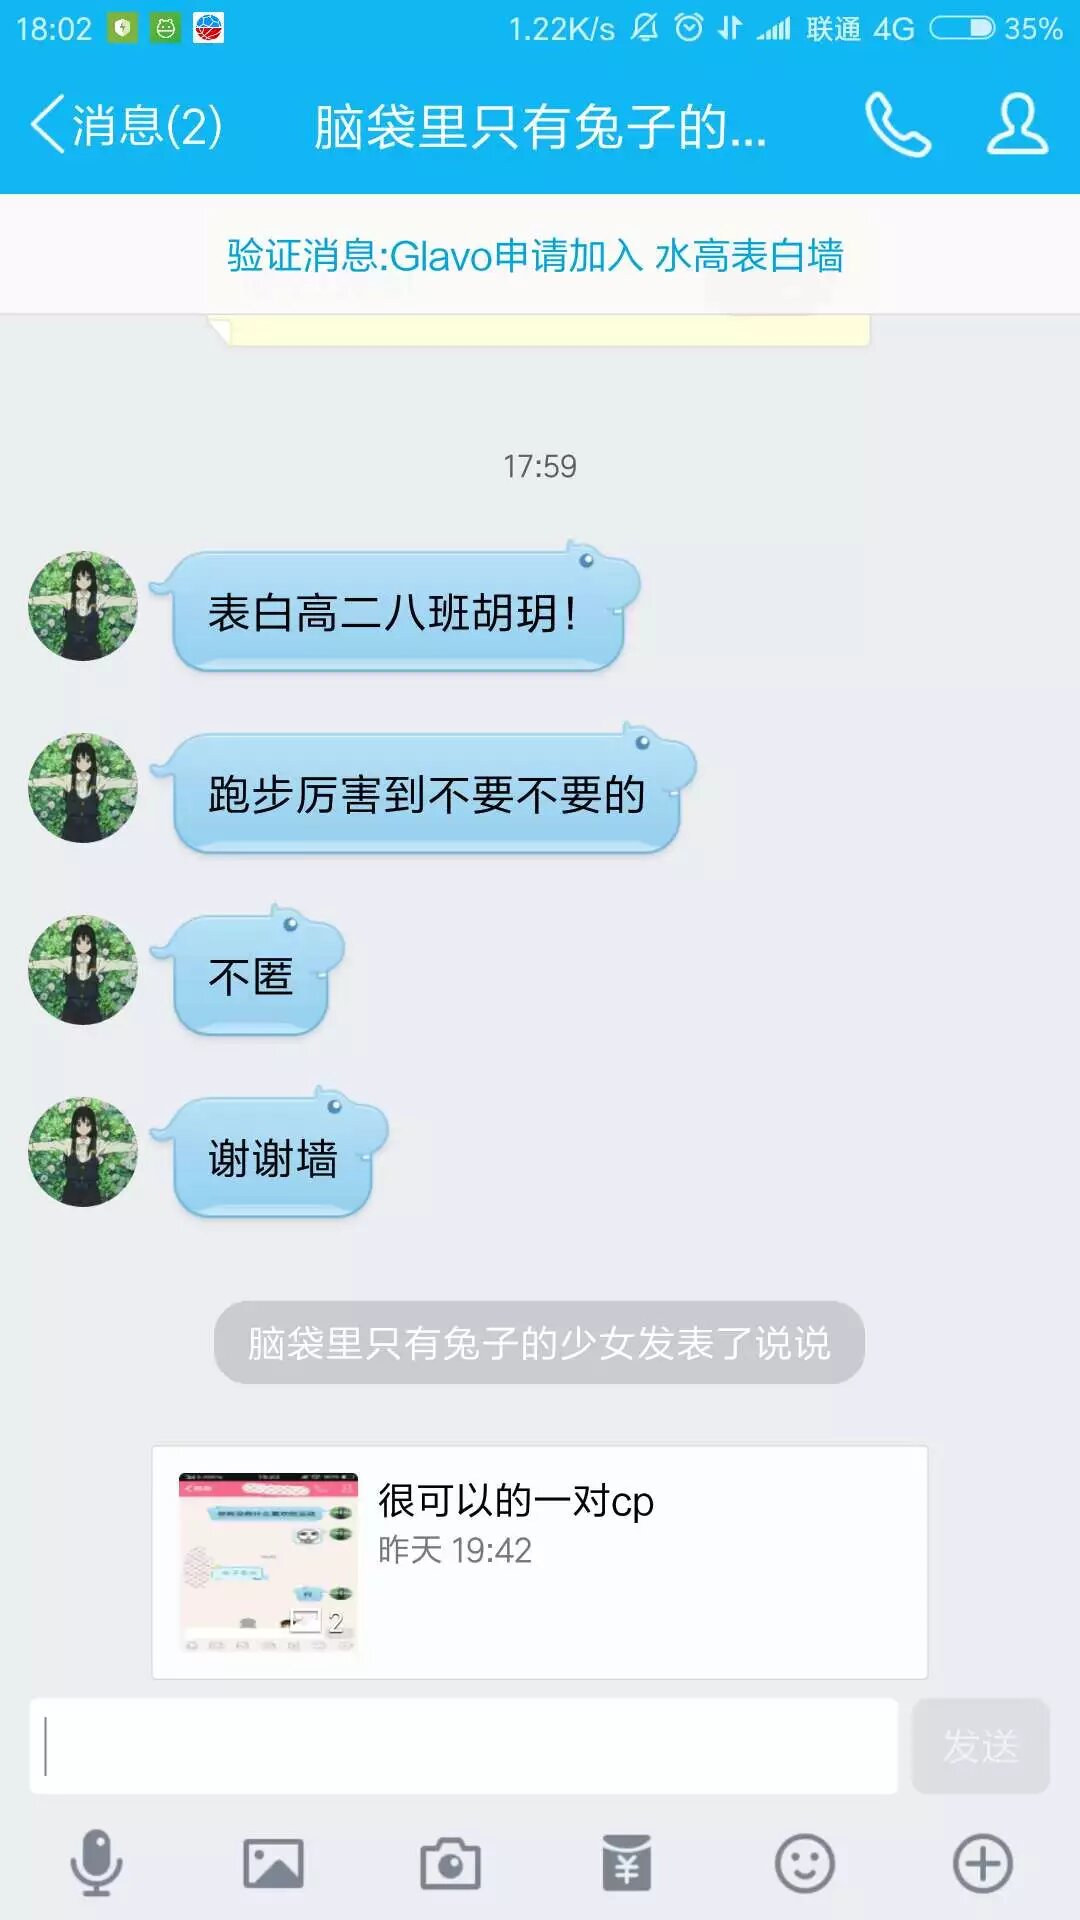 18:02 1.22K/s 联通 4G 35%
消息(2) 脑袋里只有兔子的...
验证消息:Glavo申请加入 水高表白墙
17:59
表白高二八班胡玥！
跑步厉害到不要不要的
不匿
谢谢墙
脑袋里只有兔子的少女发表了说说
很可以的一对cp
昨天 19:42
2
发送